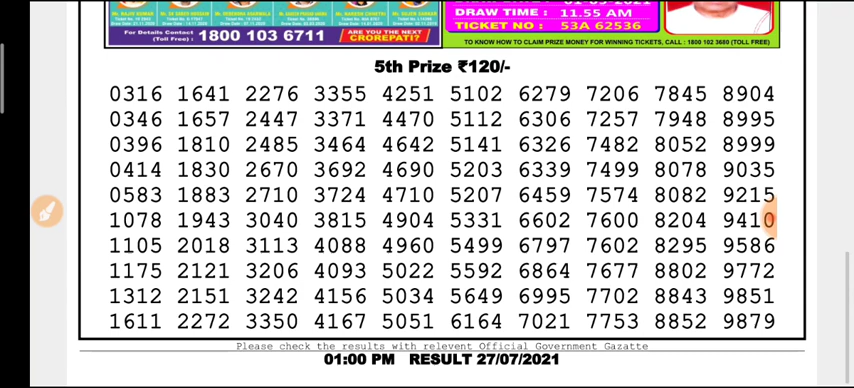 DRAW TIME : 11.55 AM
TICKET NO : 53A 62536
For Details Contact (Toll Free) : 1800 103 6711 ARE YOU THE NEXT CROREPATI?
TO KNOW HOW TO CLAIM PRIZE MONEY FOR WINNING TICKETS, CALL : 1800 102 3680 (TOLL FREE)
5th Prize ₹120/-
0316 1641 2276 3355 4251 5102 6279 7206 7845 8904
0346 1657 2447 3371 4470 5112 6306 7257 7948 8995
0396 1810 2485 3464 4642 5141 6326 7482 8052 8999
0414 1830 2670 3692 4690 5203 6339 7499 8078 9035
0583 1883 2710 3724 4710 5207 6459 7574 8082 9215
1078 1943 3040 3815 4904 5331 6602 7600 8204 9410
1105 2018 3113 4088 4960 5499 6797 7602 8295 9586
1175 2121 3206 4093 5022 5592 6864 7677 8802 9772
1312 2151 3242 4156 5034 5649 6995 7702 8843 9851
1611 2272 3350 4167 5051 6164 7021 7753 8852 9879
Please check the results with relevent Official Government Gazatte
01:00 PM RESULT 27/07/2021